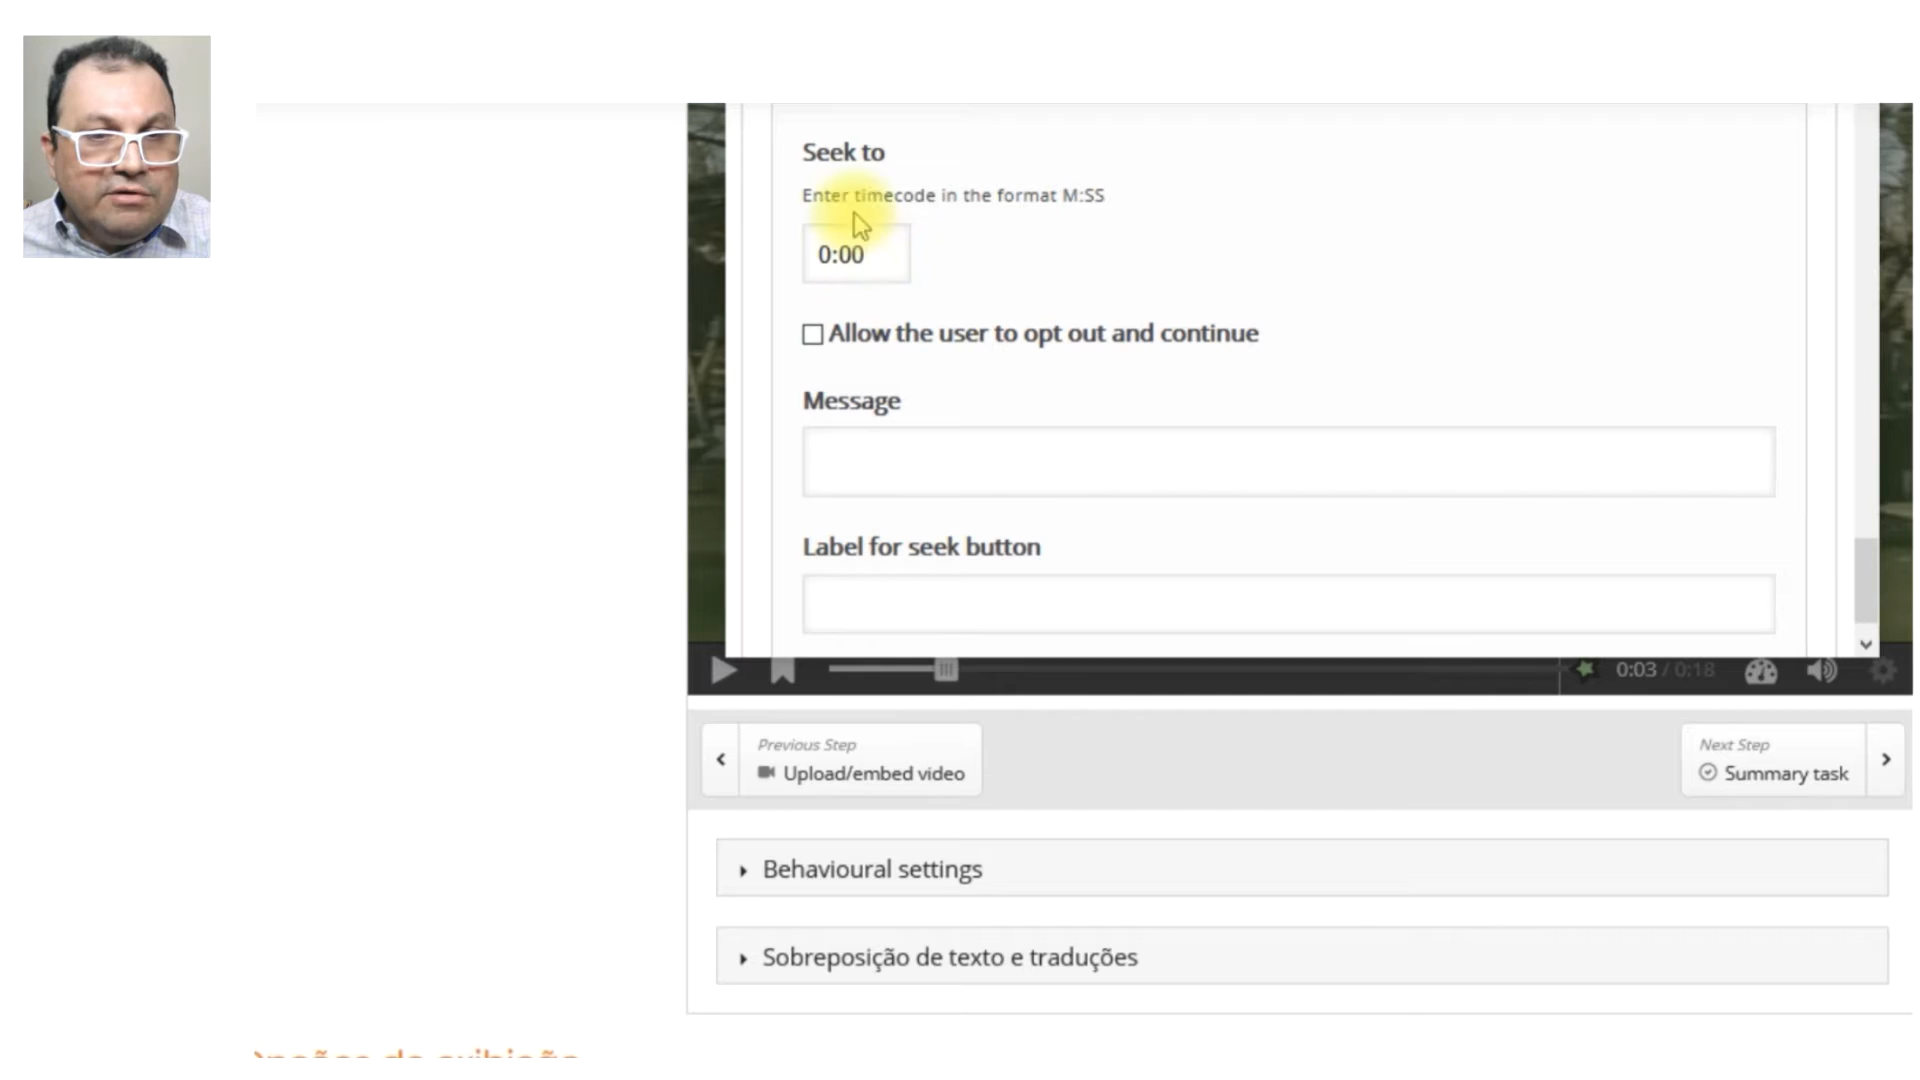 Seek to
Enter timecode in the format M:SS
0:00
Allow the user to opt out and continue
Message
Label for seek button
0:03 / 0:18
Previous Step
Upload/embed video
Next Step
Summary task
Behavioural settings
Sobreposição de texto e traduções